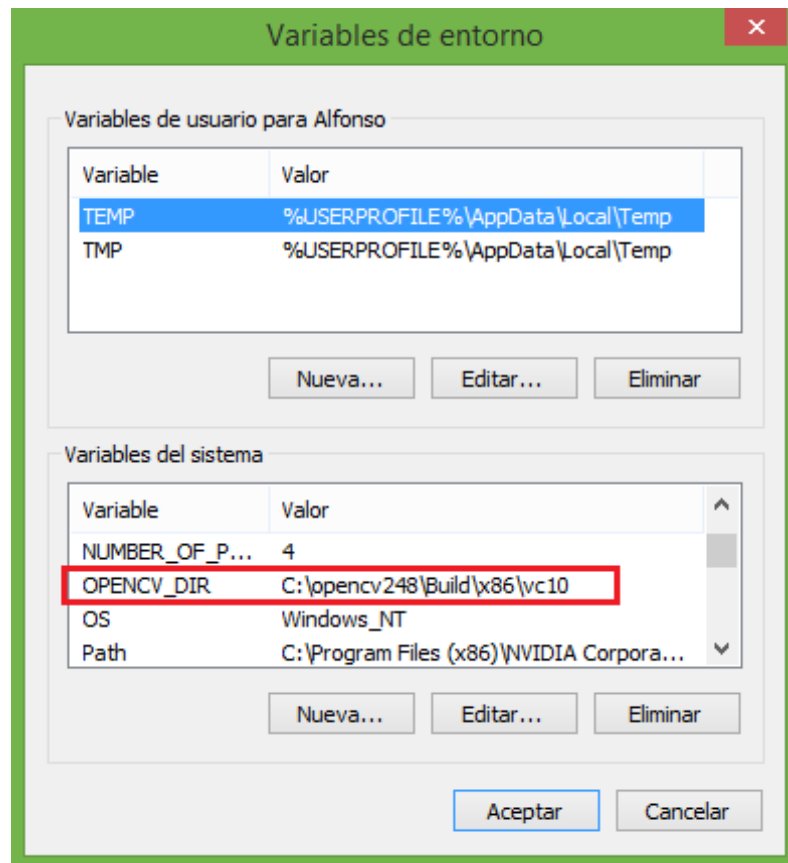 Variables de entorno
Variables de usuario para Alfonso
Variable Valor
TEMP %USERPROFILE%\AppData\Local\Temp
TMP %USERPROFILE%\AppData\Local\Temp
Nueva... Editar... Eliminar
Variables del sistema
Variable Valor
NUMBER_OF_P... 4
OPENCV_DIR C:\opencv248\Build\x86\vc10
OS Windows_NT
Path C:\Program Files (x86)\NVIDIA Corpora...
Nueva... Editar... Eliminar
Aceptar Cancelar